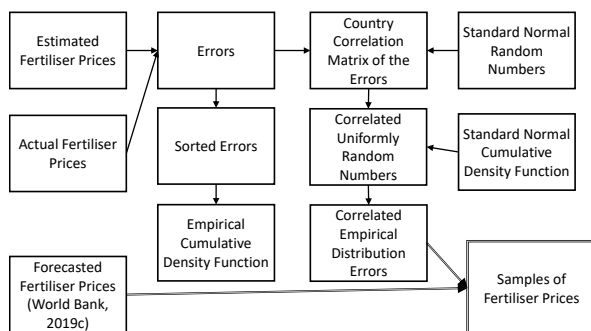 Estimated
Fertiliser Prices
Errors
Country
Correlation
Matrix of the
Errors
Standard Normal
Random
Numbers
Actual Fertiliser
Prices
Sorted Errors
Correlated
Uniformly
Random
Numbers
Standard Normal
Cumulative
Density Function
Empirical
Cumulative
Density Function
Correlated
Empirical
Distribution
Errors
Forecasted
Fertiliser Prices
(World Bank,
2019c)
Samples of
Fertiliser Prices